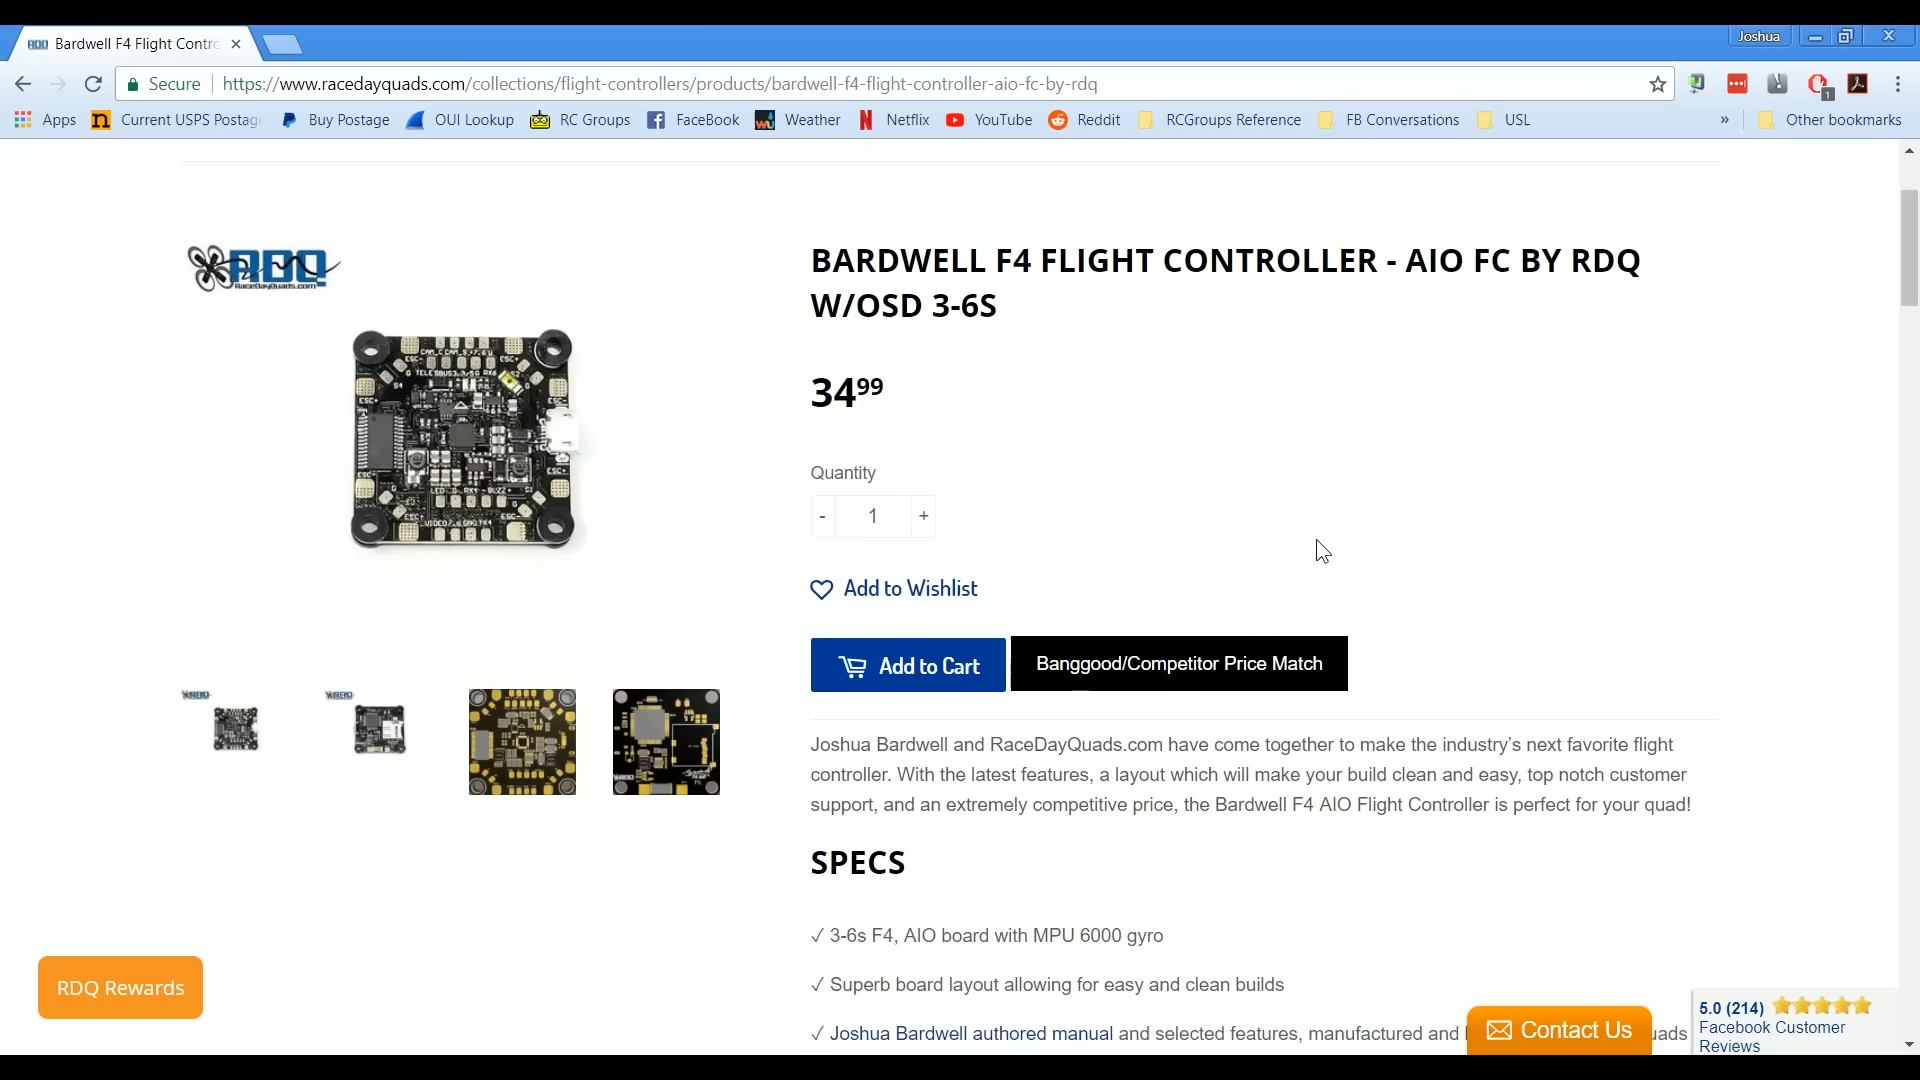 Bardwell F4 Flight Contro
Joshua
Secure
https://www.racedayquads.com/collections/flight-controllers/products/bardwell-f4-flight-controller-aio-fc-by-rdq
1
Apps
Current USPS Postage
Buy Postage
OUI Lookup
RC Groups
FaceBook
Weather
Netflix
YouTube
Reddit
RCGroups Reference
FB Conversations
USL
»
Other bookmarks
RDQ
RaceDayQuads.com
BARDWELL F4 FLIGHT CONTROLLER - AIO FC BY RDQ
W/OSD 3-6S
34⁹⁹
Quantity
- 1 +
Add to Wishlist
Add to Cart
Banggood/Competitor Price Match
Joshua Bardwell and RaceDayQuads.com have come together to make the industry’s next favorite flight
controller. With the latest features, a layout which will make your build clean and easy, top notch customer
support, and an extremely competitive price, the Bardwell F4 AIO Flight Controller is perfect for your quad!
SPECS
✓ 3-6s F4, AIO board with MPU 6000 gyro
✓ Superb board layout allowing for easy and clean builds
✓ Joshua Bardwell authored manual and selected features, manufactured and
RDQ Rewards
Contact Us
5.0 (214)
Facebook Customer
Reviews